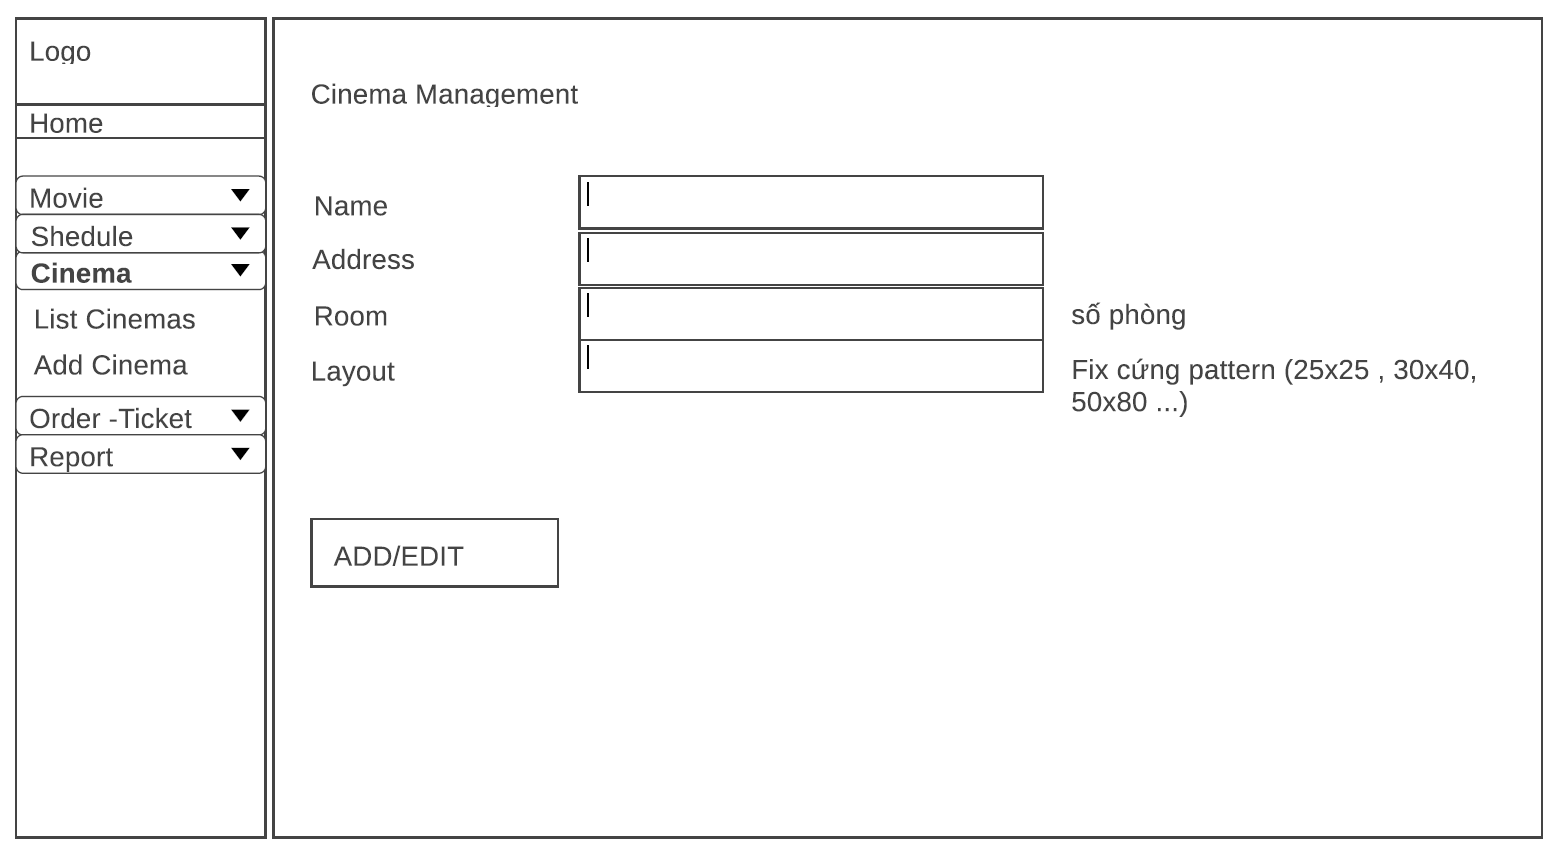 Logo
Home
Movie
Shedule
Cinema
List Cinemas
Add Cinema
Order -Ticket
Report
Cinema Management
Name
Address
Room
số phòng
Layout
Fix cứng pattern (25x25 , 30x40,
50x80 ...)
ADD/EDIT